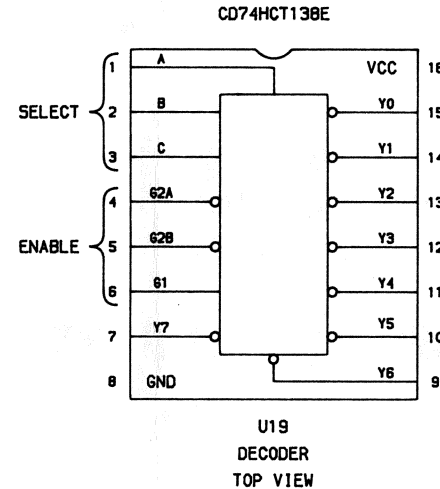 CD74HCT138E
1 A VCC 16
SELECT 2 B Y0 15
3 C Y1 14
4 G2A Y2 13
ENABLE 5 G2B Y3 12
6 G1 Y4 11
7 Y7 Y5 10
8 GND Y6 9
U19
DECODER
TOP VIEW